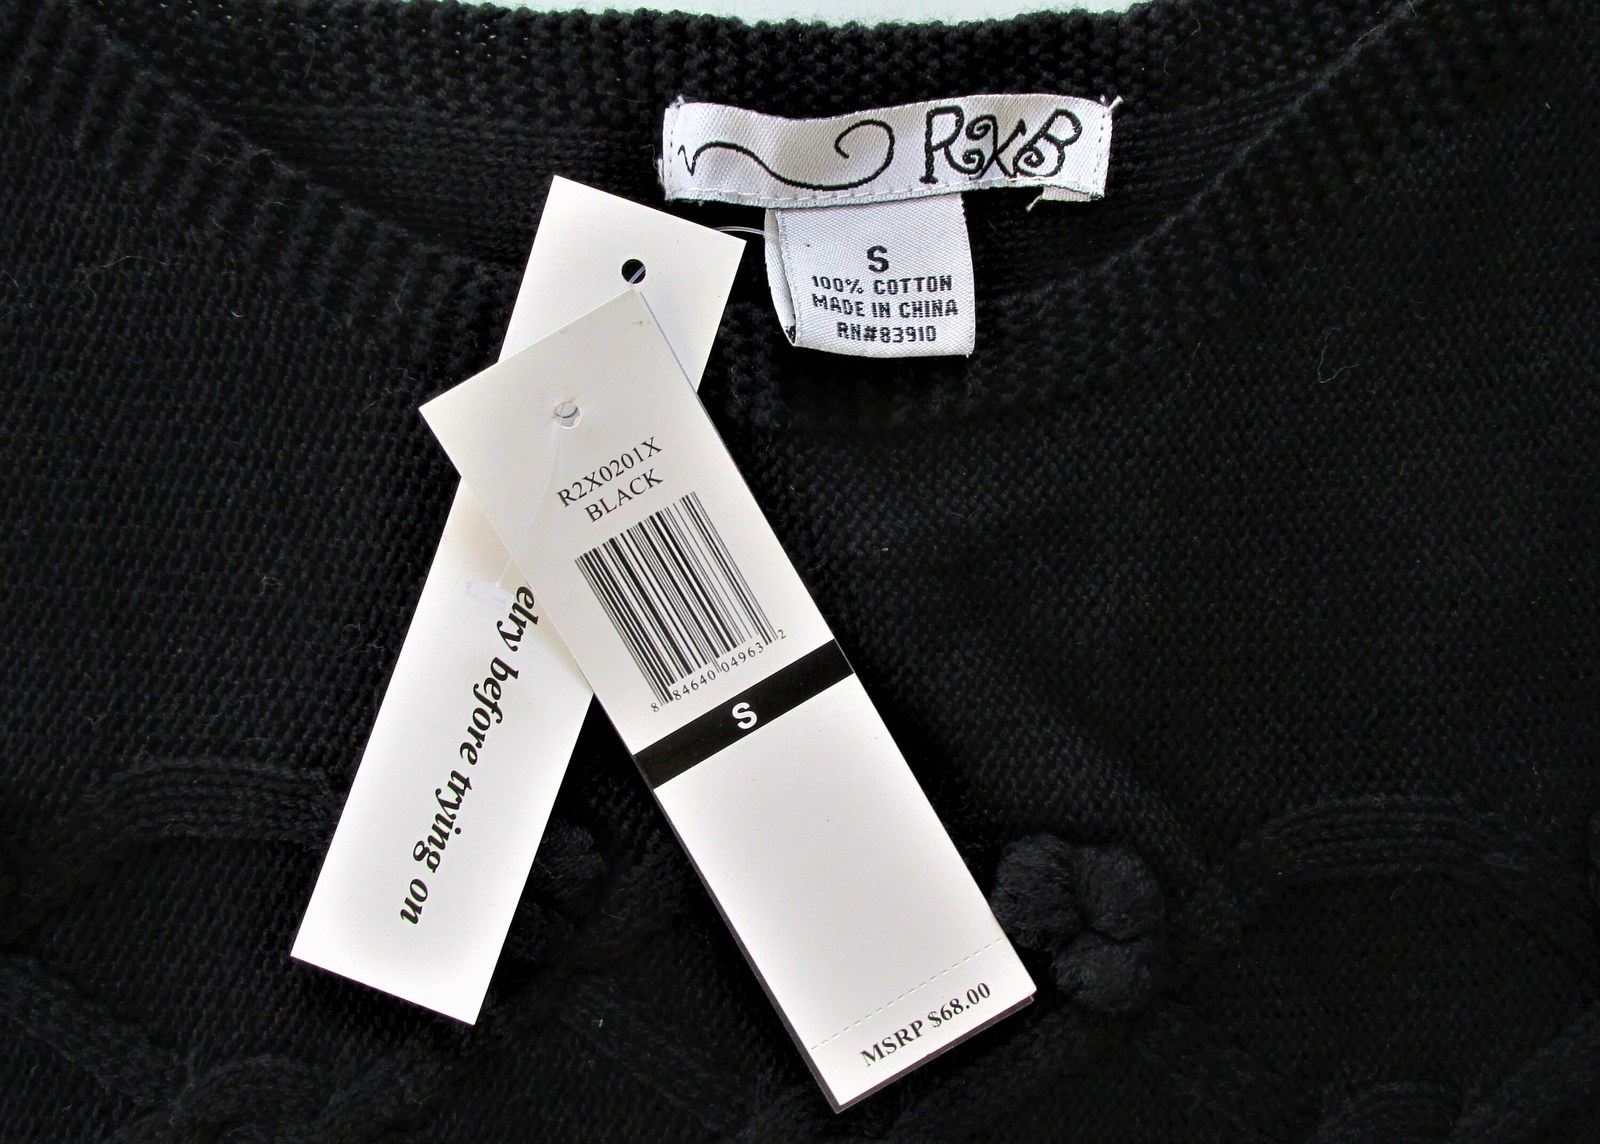 RXB
S
100% COTTON
MADE IN CHINA
RN#83910
R2X0201X
BLACK
8 84640 04963 2
S
MSRP $68.00
elry before trying on